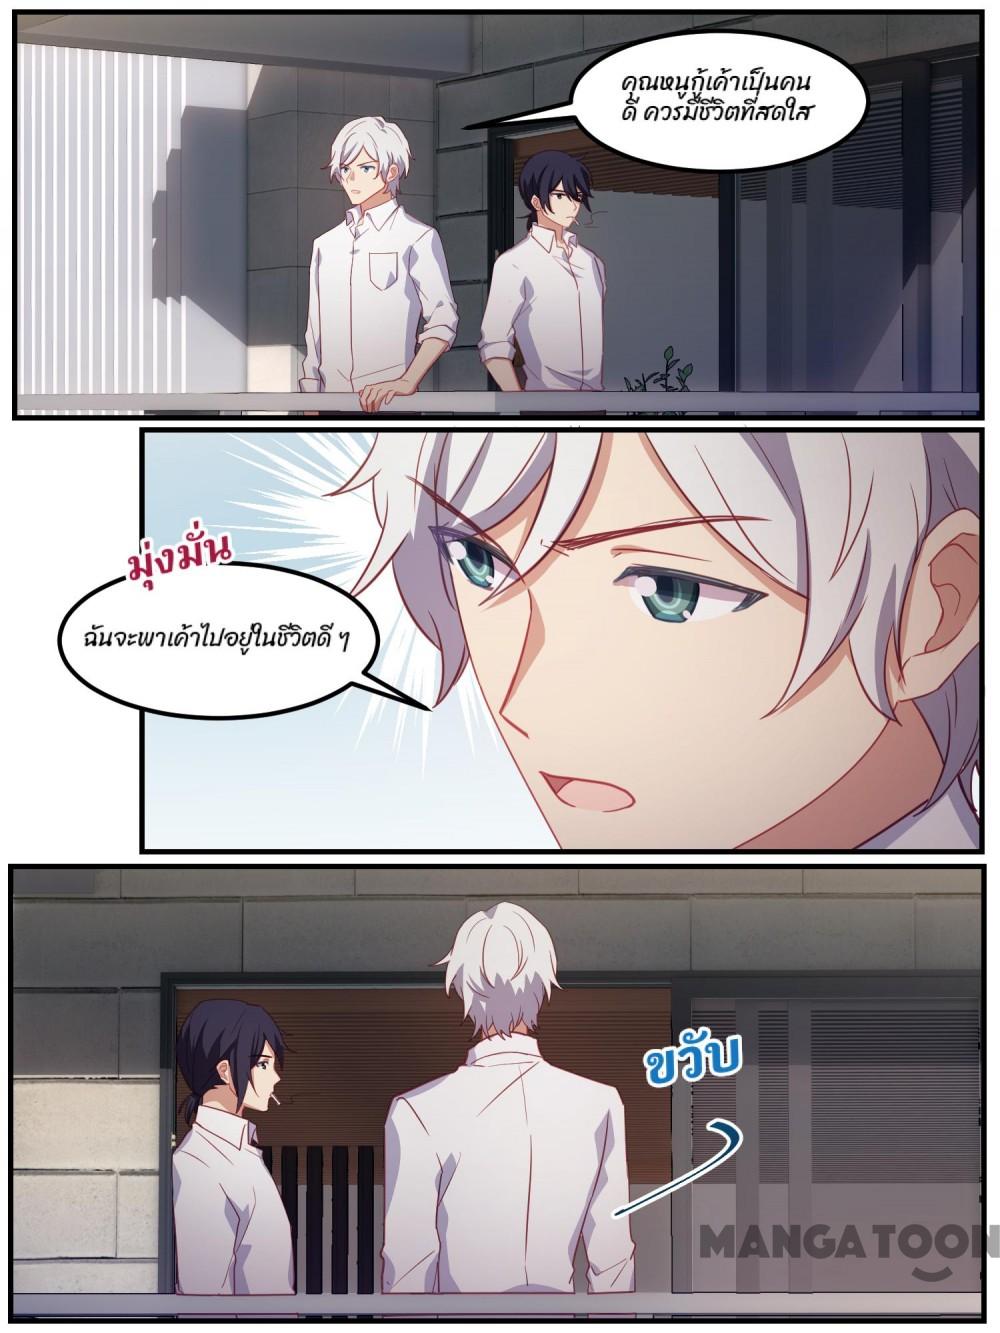 คุณหนูกู้เค้าเป็นคน
ดี ควรมีชีวิตที่สดใส
มุ่งมั่น
ฉันจะพาเค้าไปอยู่ในชีวิตดี ๆ
ขวับ
MANGATOON